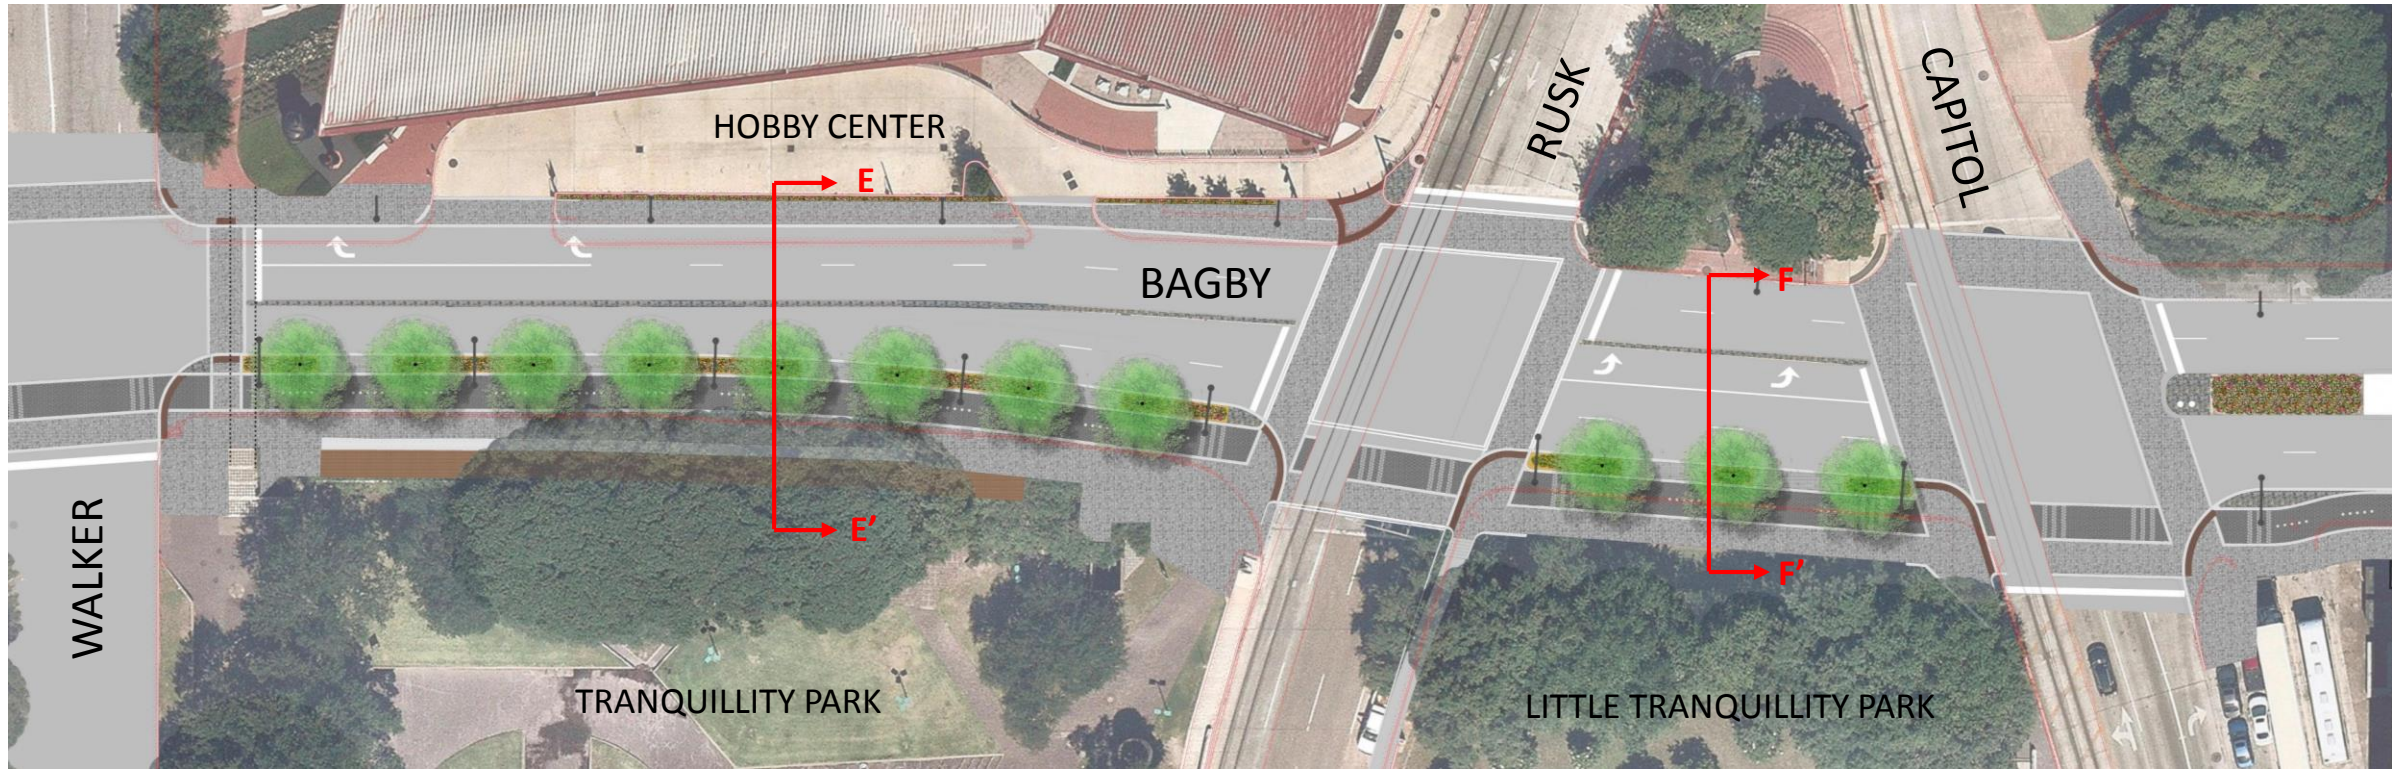 HOBBY CENTER
RUSK
CAPITOL
E
F
BAGBY
WALKER
E’
F’
TRANQUILLITY PARK
LITTLE TRANQUILLITY PARK